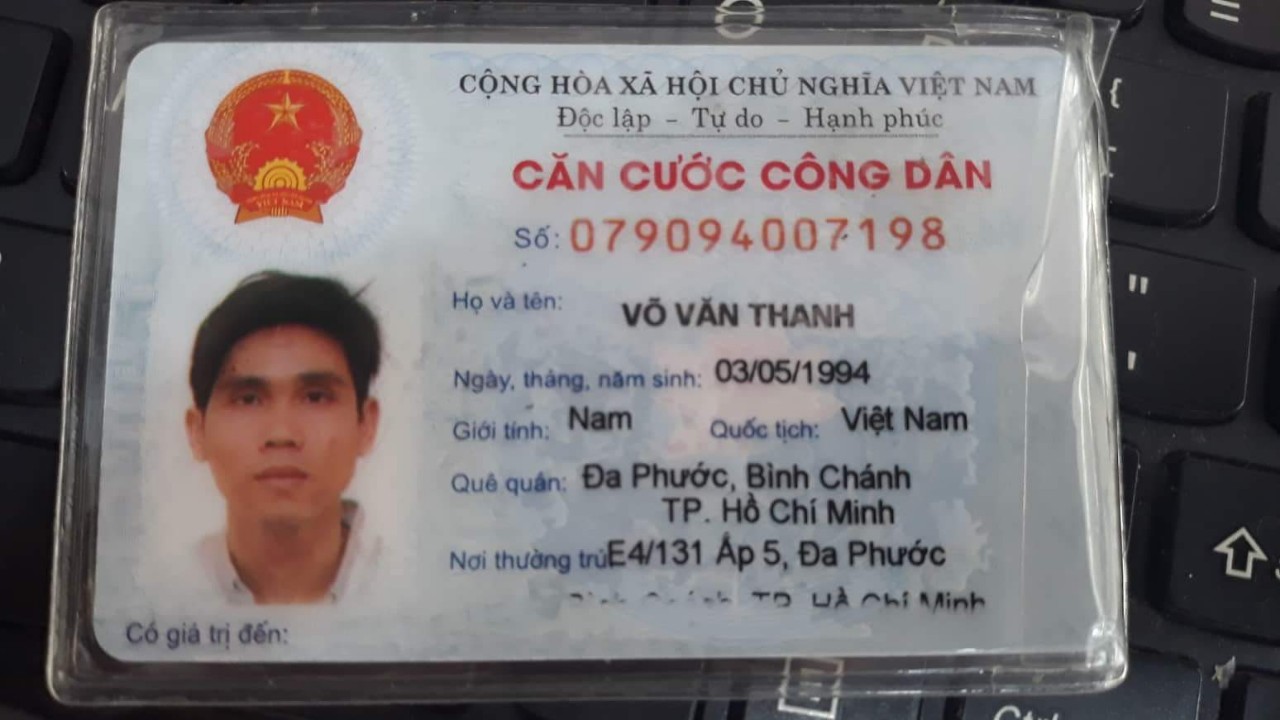 CỘNG HÒA XÃ HỘI CHỦ NGHĨA VIỆT NAM
Độc lập - Tự do - Hạnh phúc
CĂN CƯỚC CÔNG DÂN
Số: 079094007198
Họ và tên: VÕ VĂN THANH
Ngày, tháng, năm sinh: 03/05/1994
Giới tính: Nam Quốc tịch: Việt Nam
Quê quán: Đa Phước, Bình Chánh
TP. Hồ Chí Minh
Nơi thường trú E4/131 Ấp 5, Đa Phước
TP. Hồ Chí Minh
Có giá trị đến:
VIỆT NAM